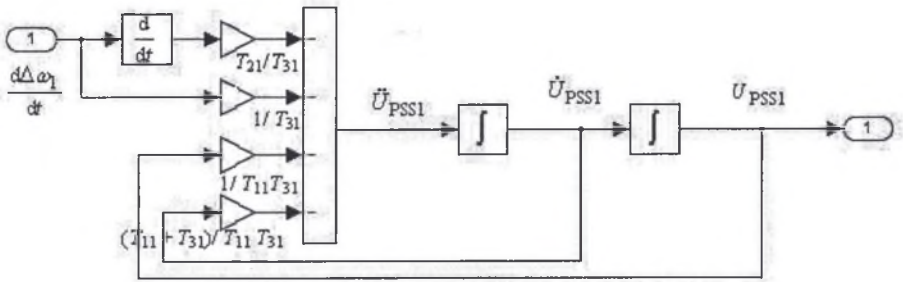 1
d
dt
dΔω₁
dt
T₂₁/T₃₁
1/T₃₁
1/T₁₁T₃₁
(T₁₁ + T₃₁)/T₁₁T₃₁
Ü_PSS1
∫
U̇_PSS1
∫
U_PSS1
1